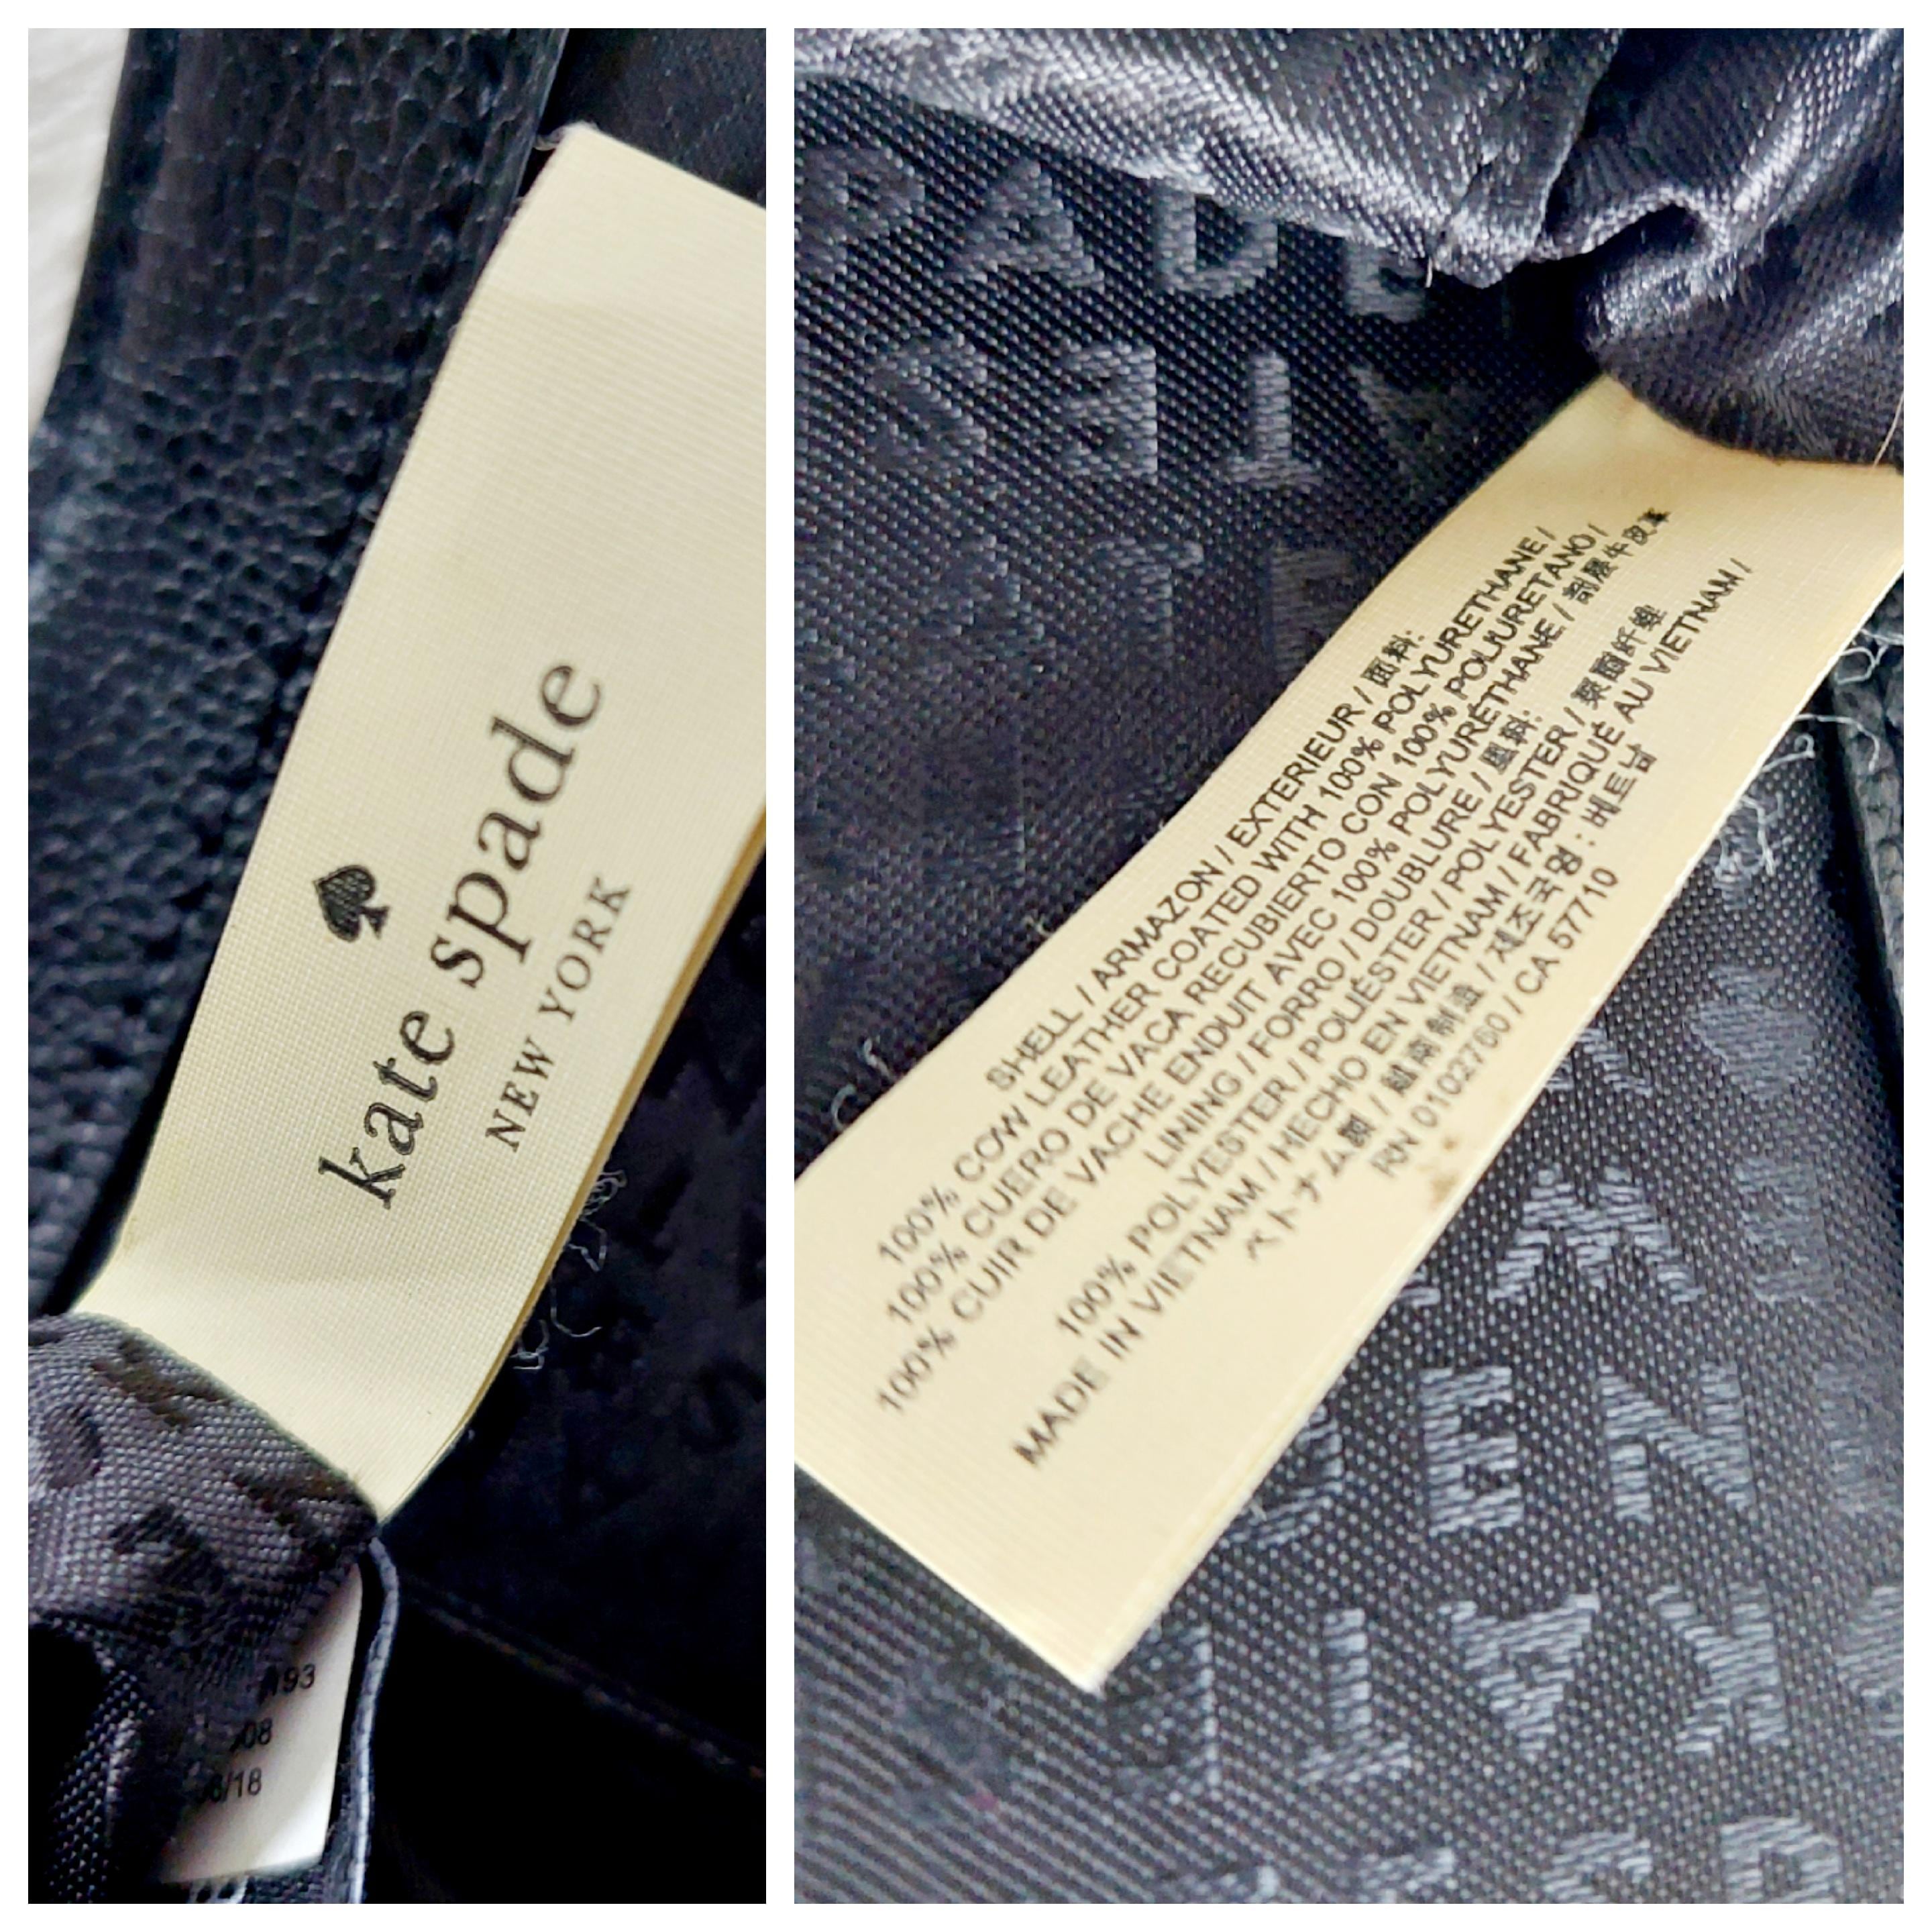 kate spade
NEW YORK
193
08
08/18
SHELL / ARMAZON / EXTERIEUR / 面料:
100% COW LEATHER COATED WITH 100% POLYURETHANE /
100% CUERO DE VACA RECUBIERTO CON 100% POLIURETANO /
100% CUIR DE VACHE ENDUIT AVEC 100% POLYURÉTHANE / 剖层牛皮革
LINING / FORRO / DOUBLURE / 里料:
100% POLYESTER / POLIÉSTER / POLYESTER / 聚酯纤维
MADE IN VIETNAM / HECHO EN VIETNAM / FABRIQUÉ AU VIETNAM /
ベトナム製 / 越南制造 / 제조국명 : 베트남
RN 0102760 / CA 57710